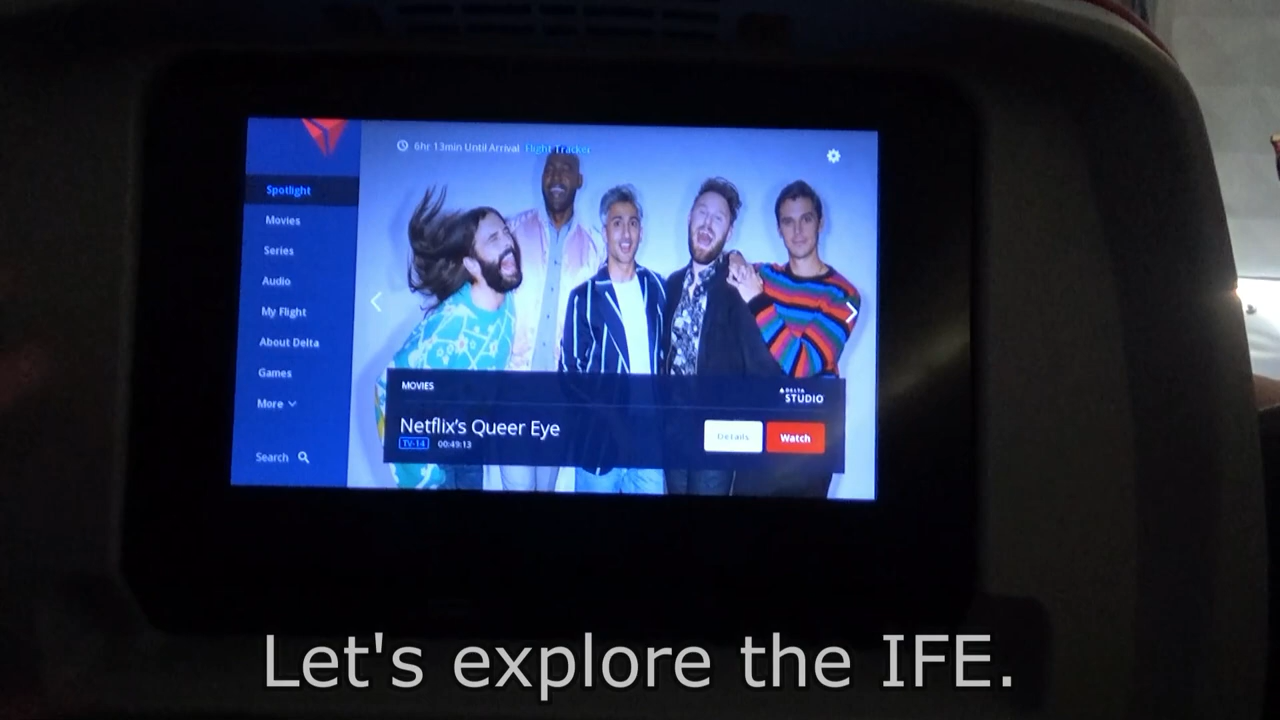 6hr 13min Until Arrival Flight Tracker
Spotlight
Movies
Series
Audio
My Flight
About Delta
Games
More
Search
MOVIES
DELTA
STUDIO
Netflix's Queer Eye
TV-14 00:49:13
Details
Watch
Let's explore the IFE.